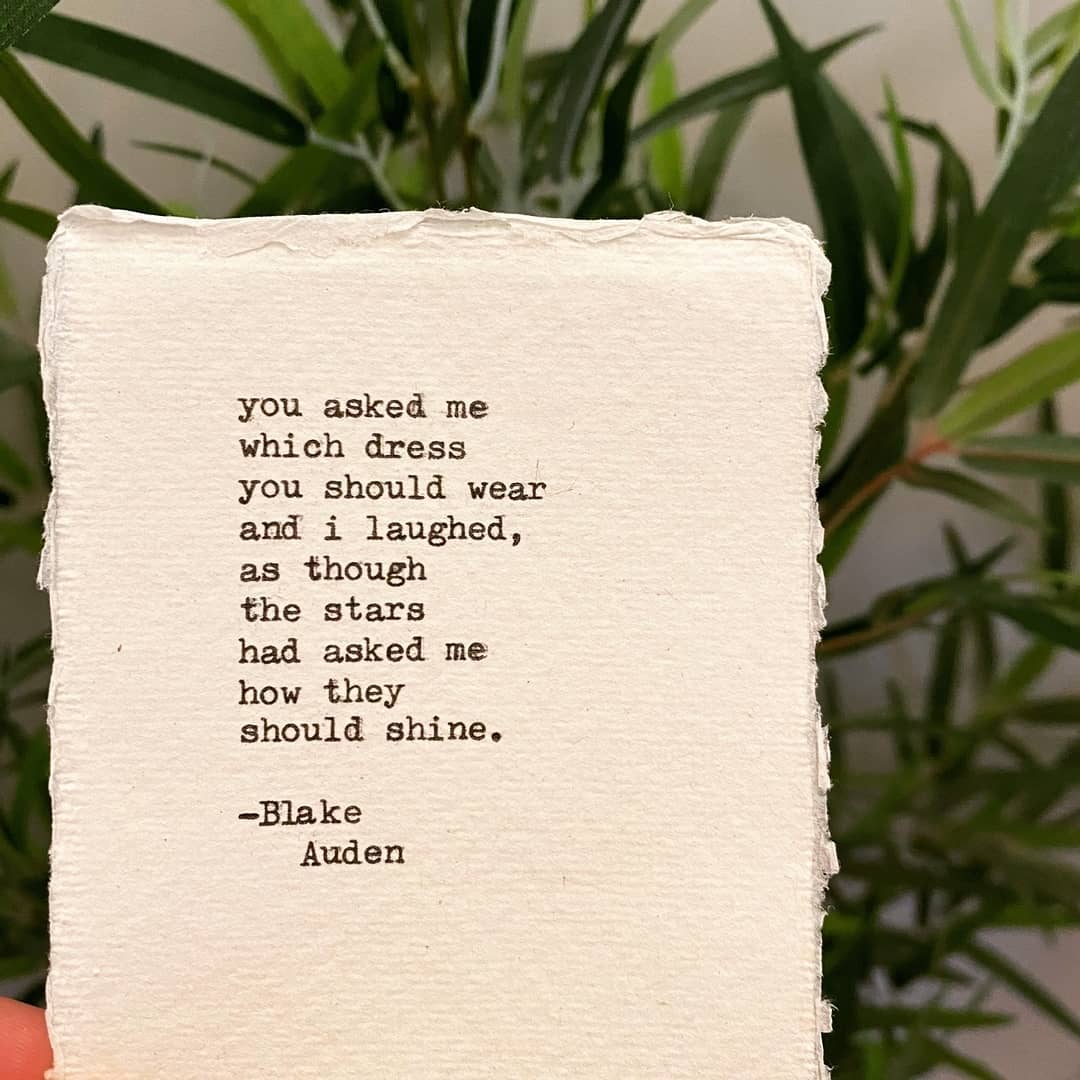 you asked me
which dress
you should wear
and i laughed,
as though
the stars
had asked me
how they
should shine.
-Blake
Auden